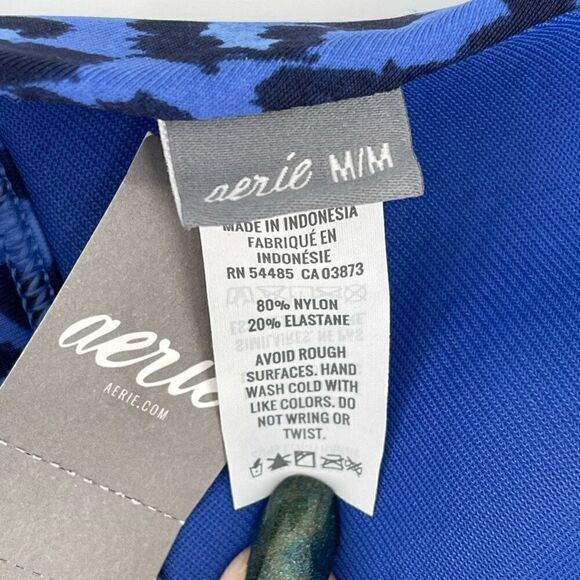 aerie M/M
MADE IN INDONESIA
FABRIQUÉ EN
INDONÉSIE
RN 54485 CA 03873
80% NYLON
20% ELASTANE
AVOID ROUGH
SURFACES. HAND
WASH COLD WITH
LIKE COLORS. DO
NOT WRING OR
TWIST.
aerie
AERIE.COM